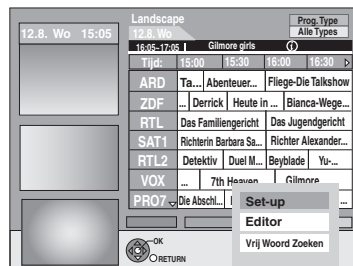 12.8. Wo 15:05
Landscape
Prog.Type
12.8. Wo
Alle Types
16:05~17:05 Gilmore girls
Tijd: 15:00 15:30 16:00 16:30
ARD Ta... Abenteuer... Fliege-Die Talkshow
ZDF ... Derrick Heute in ... Bianca-Wege...
RTL Das Familiengericht Das Jugendgericht
SAT1 Richterin Barbara Sa... Richter Alexander...
RTL2 Detektiv Duel M... Beyblade Yu-...
VOX ... 7th Heaven Gilmore
PRO7 Die Abschl... ...
Set-up
Editor
Vrij Woord Zoeken
OK
RETURN